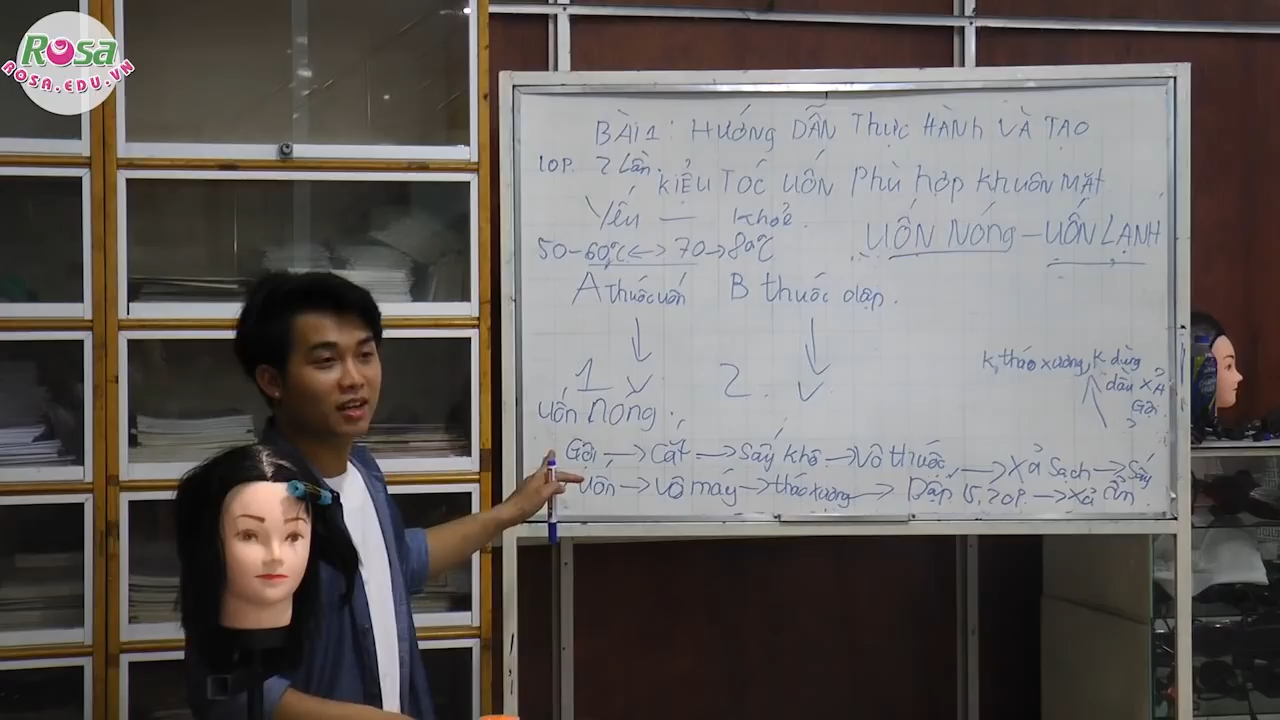 Rosa
ROSA.EDU.VN
BÀI 1: HƯỚNG DẪN THỰC HÀNH VÀ TẠO
10P. 2 lần.
KIỂU TÓC UỐN PHÙ HỢP KHUÔN MẶT
Yếu — Khỏe.
UỐN NÓNG – UỐN LẠNH
50-60°C <-> 70->80°C
A thuốc uốn B thuốc dập.
1 2.
K tháo xương, K dùng
dầu xả
Gội
uốn nóng:
Gội -> Cắt -> Sấy khô -> Vô thuốc, -> Xả Sạch -> Sấy
uốn -> Vô máy -> tháo xương -> Dập 15,20P. -> Xả ẩn